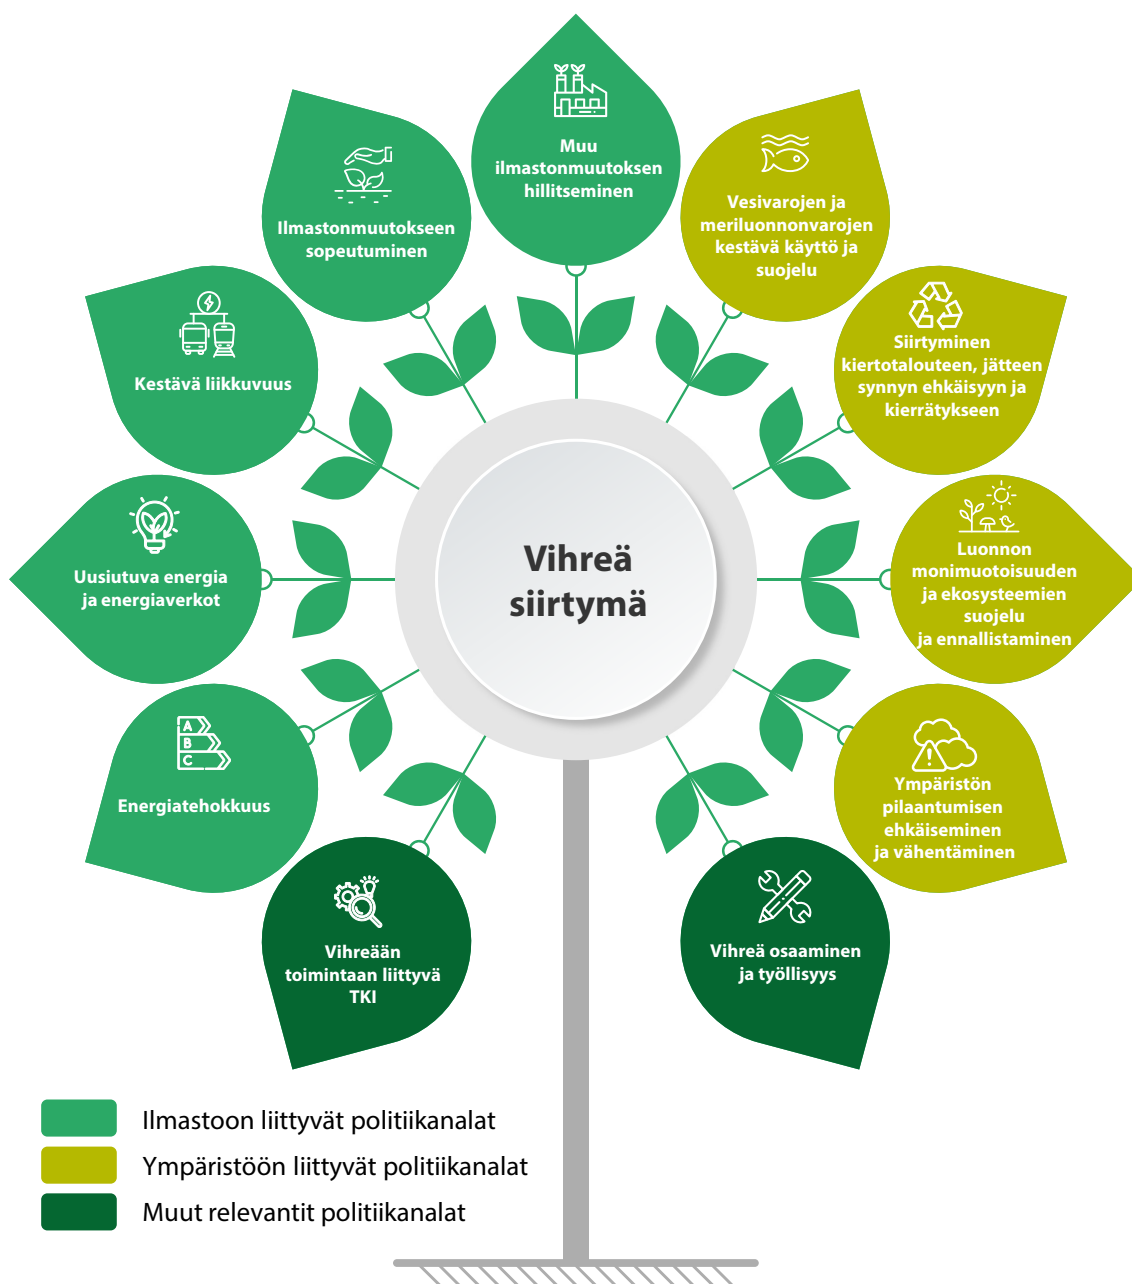 Muu
ilmastonmuutoksen
hillitseminen
Vesivarojen ja
meriluonnonvarojen
kestävä käyttö ja
suojelu
Siirtyminen
kiertotalouteen, jätteen
synnyn ehkäisyyn ja
kierrätykseen
Luonnon
monimuotoisuuden
ja ekosysteemien
suojelu
ja ennallistaminen
Ympäristön
pilaantumisen
ehkäiseminen
ja vähentäminen
Vihreä osaaminen
ja työllisyys
Vihreään
toimintaan liittyvä
TKI
A
B
C
Energiatehokkuus
Uusiutuva energia
ja energiaverkot
Kestävä liikkuvuus
Ilmastonmuutokseen
sopeutuminen
Vihreä
siirtymä
Ilmastoon liittyvät politiikanalat
Ympäristöön liittyvät politiikanalat
Muut relevantit politiikanalat